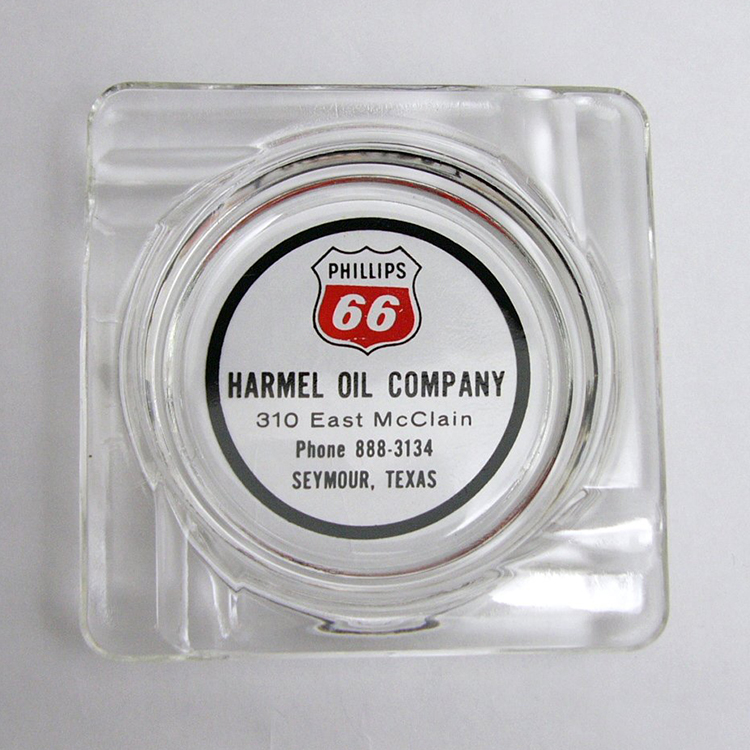 PHILLIPS
66
HARMEL OIL COMPANY
310 East McClain
Phone 888-3134
SEYMOUR, TEXAS